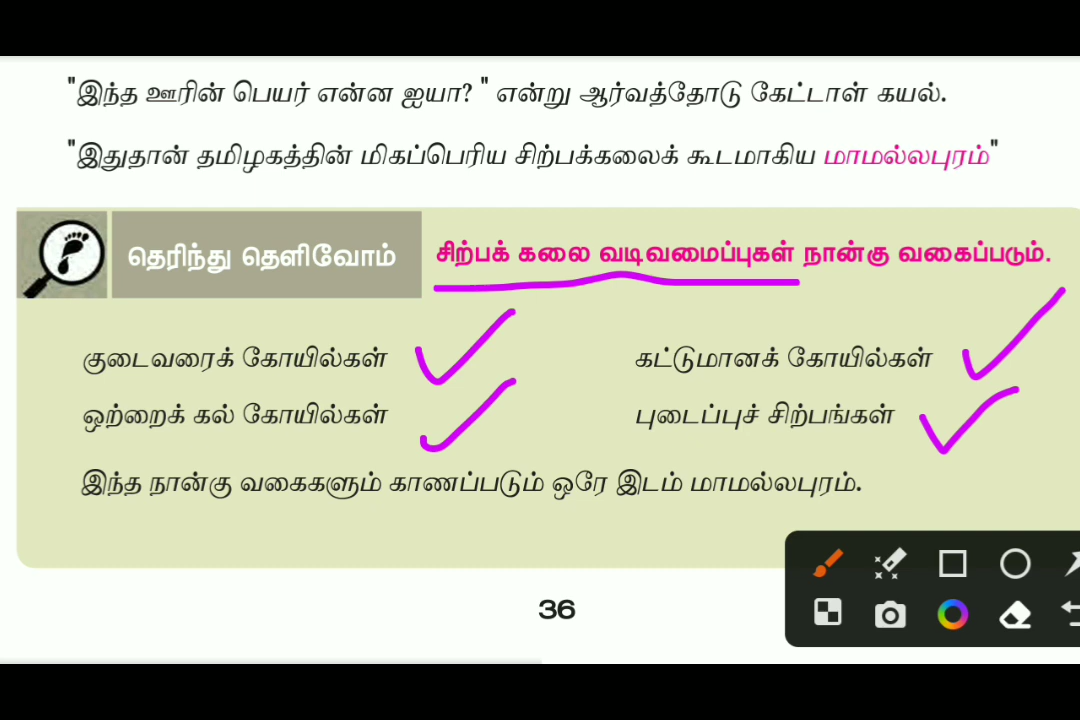 "இந்த ஊரின் பெயர் என்ன ஐயா? " என்று ஆர்வத்தோடு கேட்டாள் கயல்.
"இதுதான் தமிழகத்தின் மிகப்பெரிய சிற்பக்கலைக் கூடமாகிய மாமல்லபுரம்"
தெரிந்து தெளிவோம்
சிற்பக் கலை வடிவமைப்புகள் நான்கு வகைப்படும்.
குடைவரைக் கோயில்கள்
கட்டுமானக் கோயில்கள்
ஒற்றைக் கல் கோயில்கள்
புடைப்புச் சிற்பங்கள்
இந்த நான்கு வகைகளும் காணப்படும் ஒரே இடம் மாமல்லபுரம்.
36